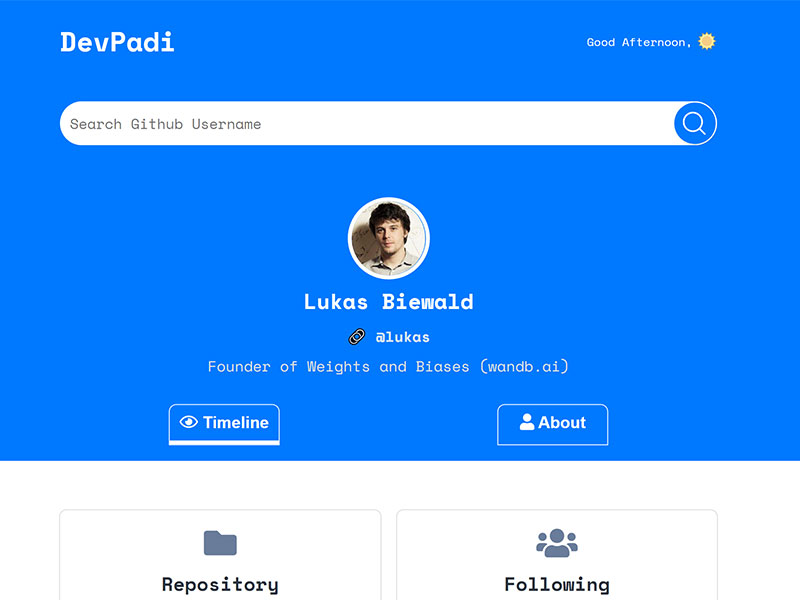 DevPadi
Good Afternoon,
Search Github Username
Lukas Biewald
@lukas
Founder of Weights and Biases (wandb.ai)
Timeline
About
Repository
Following